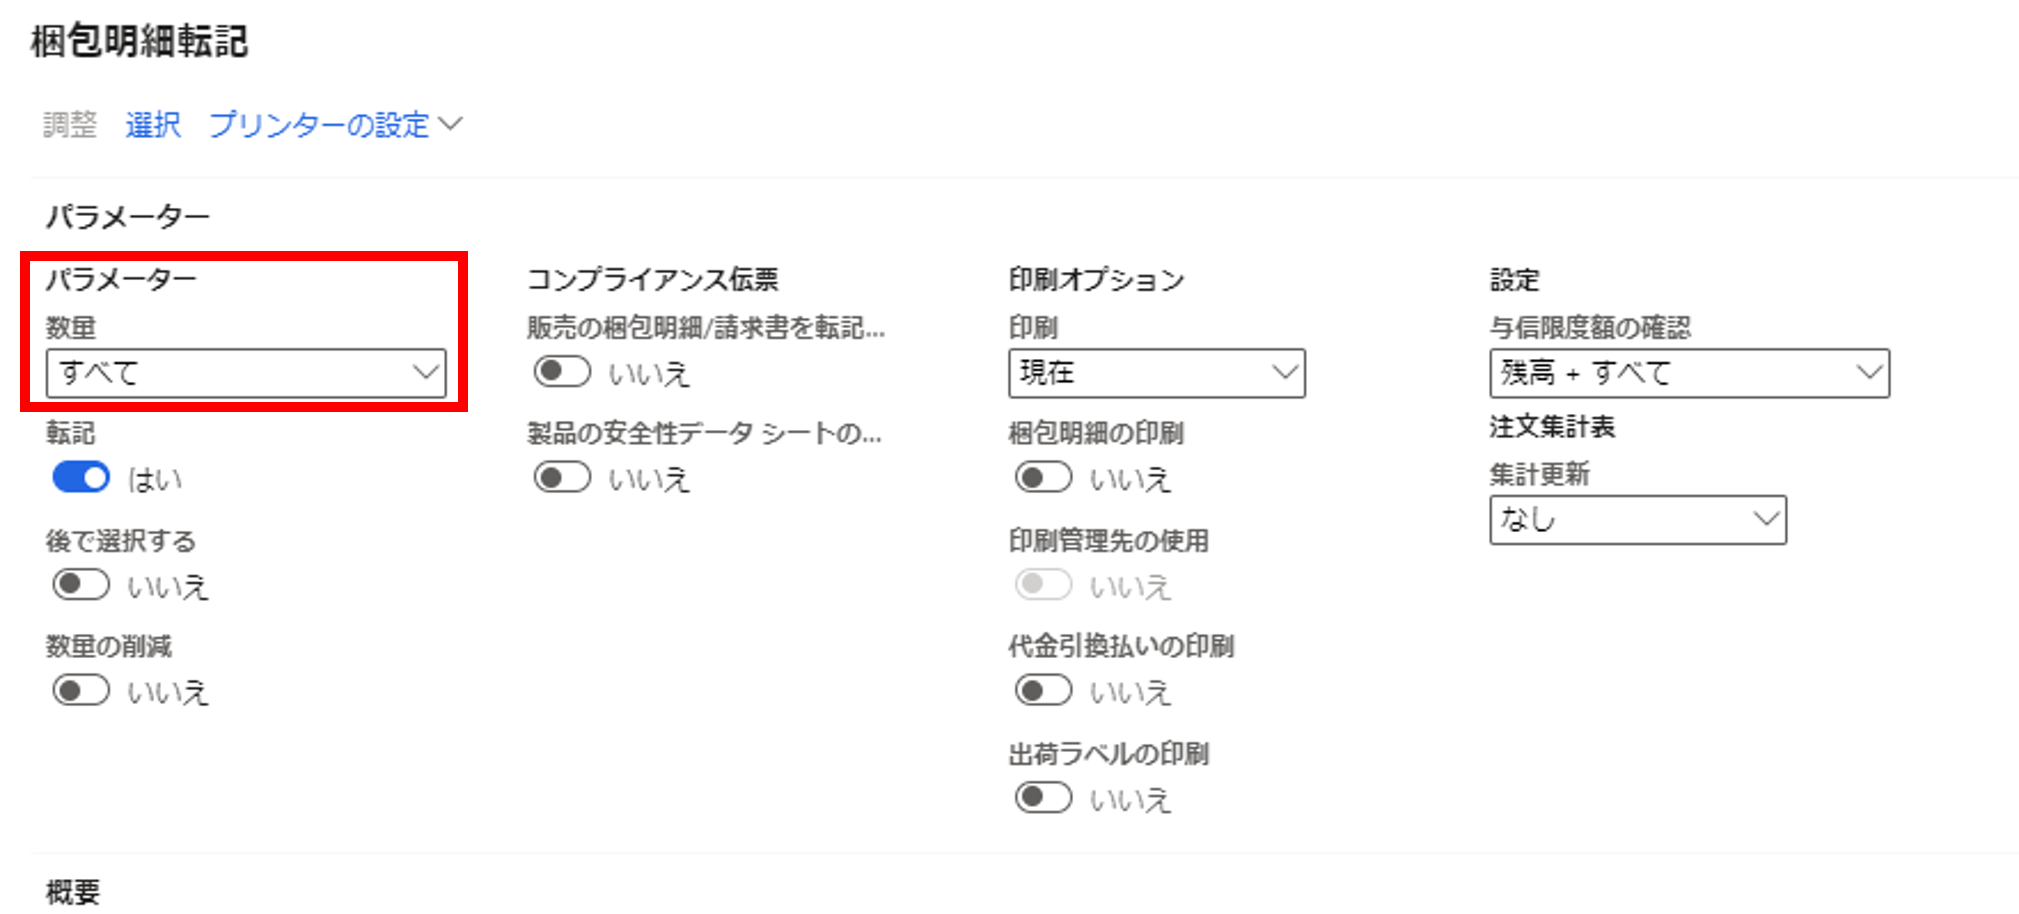 梱包明細転記
調整 選択 プリンターの設定
パラメーター
パラメーター
数量
すべて
転記
はい
後で選択する
いいえ
数量の削減
いいえ
コンプライアンス伝票
販売の梱包明細/請求書を転記...
いいえ
製品の安全性データ シートの...
いいえ
印刷オプション
印刷
現在
梱包明細の印刷
いいえ
印刷管理先の使用
いいえ
代金引換払いの印刷
いいえ
出荷ラベルの印刷
いいえ
設定
与信限度額の確認
残高 + すべて
注文集計表
集計更新
なし
概要